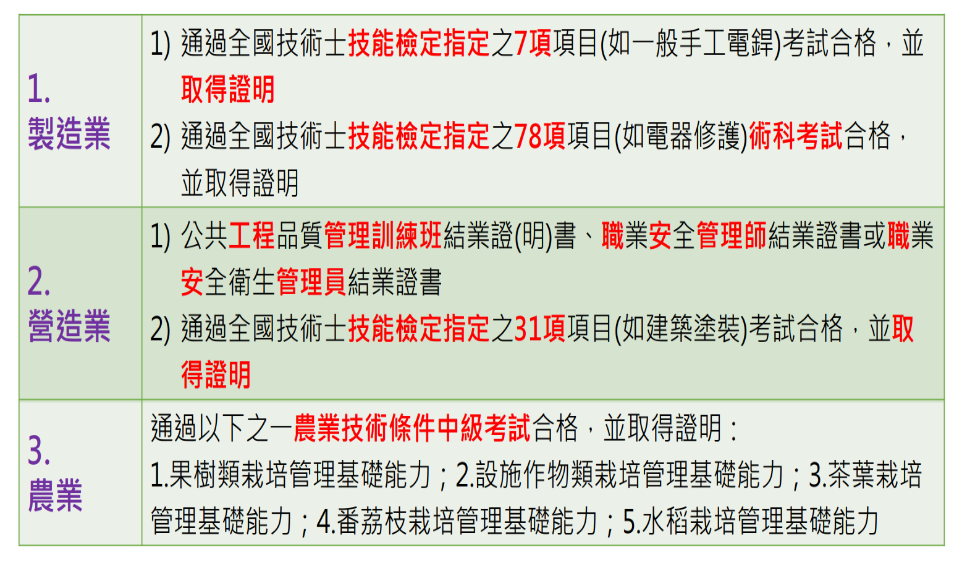 1.
製造業
1) 通過全國技術士技能檢定指定之7項項目(如一般手工電銲)考試合格，並
取得證明
2) 通過全國技術士技能檢定指定之78項項目(如電器修護)術科考試合格，
並取得證明
2.
營造業
1) 公共工程品質管理訓練班結業證(明)書、職業安全管理師結業證書或職業
安全衛生管理員結業證書
2) 通過全國技術士技能檢定指定之31項項目(如建築塗裝)考試合格，並取
得證明
3.
農業
通過以下之一農業技術條件中級考試合格，並取得證明：
1.果樹類栽培管理基礎能力；2.設施作物類栽培管理基礎能力；3.茶葉栽培
管理基礎能力；4.番荔枝栽培管理基礎能力；5.水稻栽培管理基礎能力